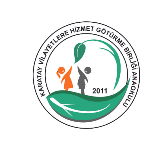 KARATAY VİLAYETLERE HİZMET GÖTÜRME BİRLİĞİ ANAOKULU
2011